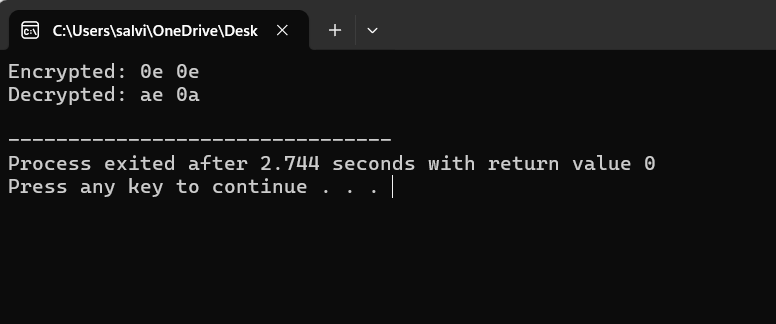 C:\Users\salvi\OneDrive\Desk
Encrypted: 0e 0e
Decrypted: ae 0a
--------------------------------
Process exited after 2.744 seconds with return value 0
Press any key to continue . . .